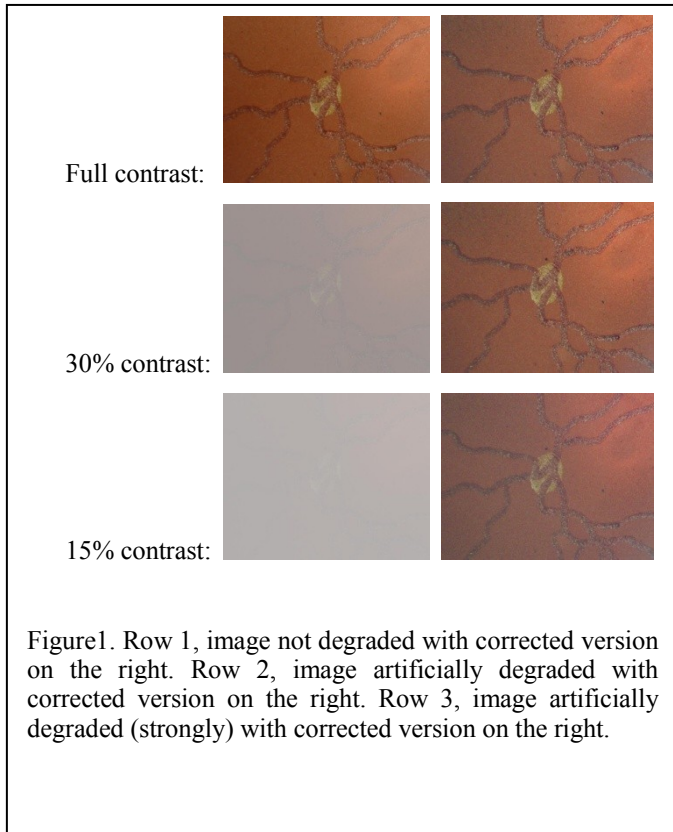 Full contrast:
30% contrast:
15% contrast:
Figure1. Row 1, image not degraded with corrected version
on the right. Row 2, image artificially degraded with
corrected version on the right. Row 3, image artificially
degraded (strongly) with corrected version on the right.